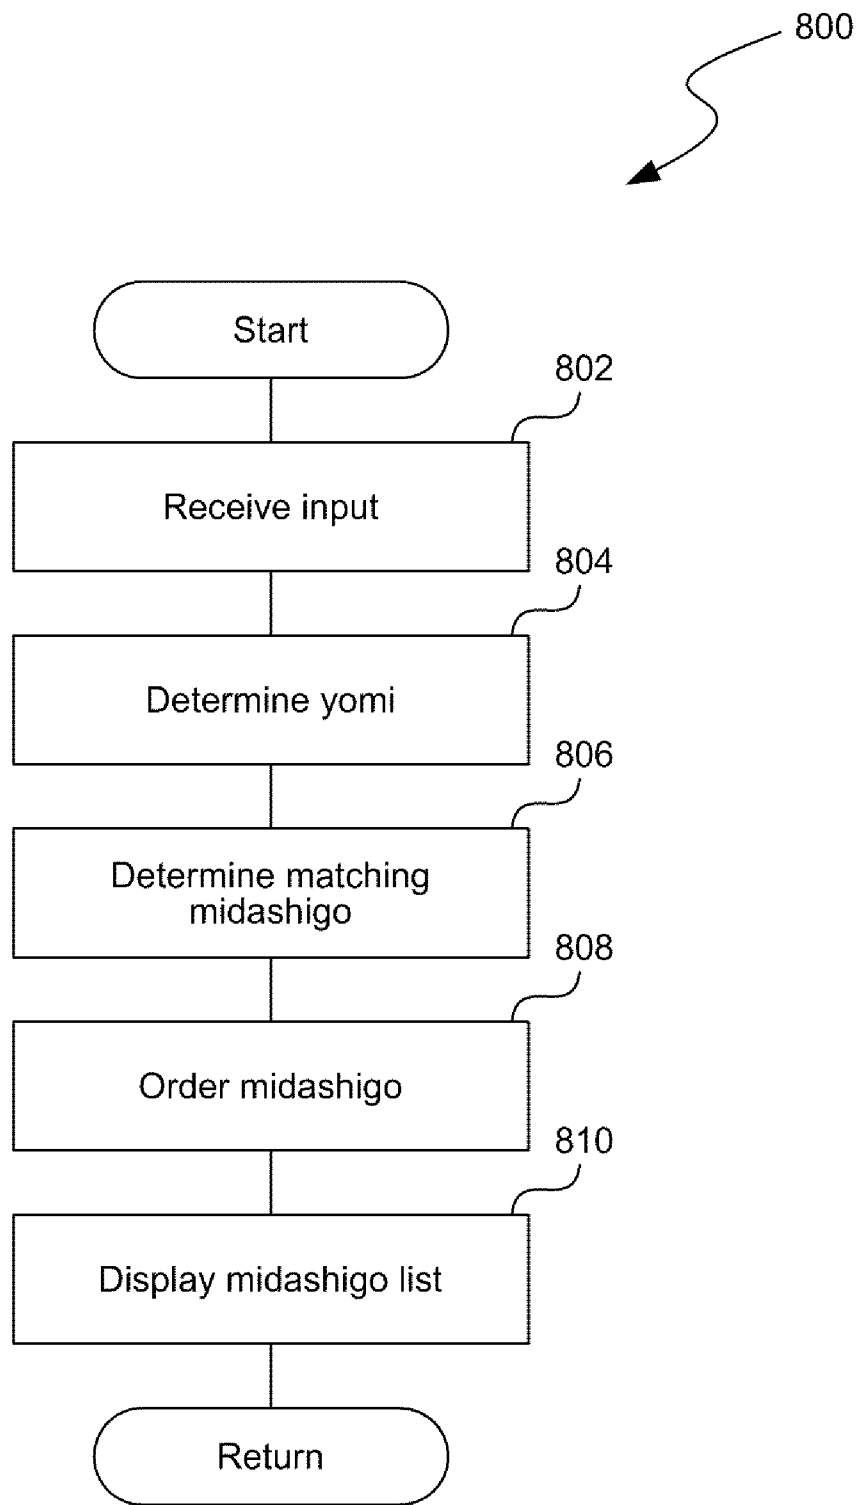 800
Start
802
Receive input
804
Determine yomi
806
Determine matching
midashigo
808
Order midashigo
810
Display midashigo list
Return